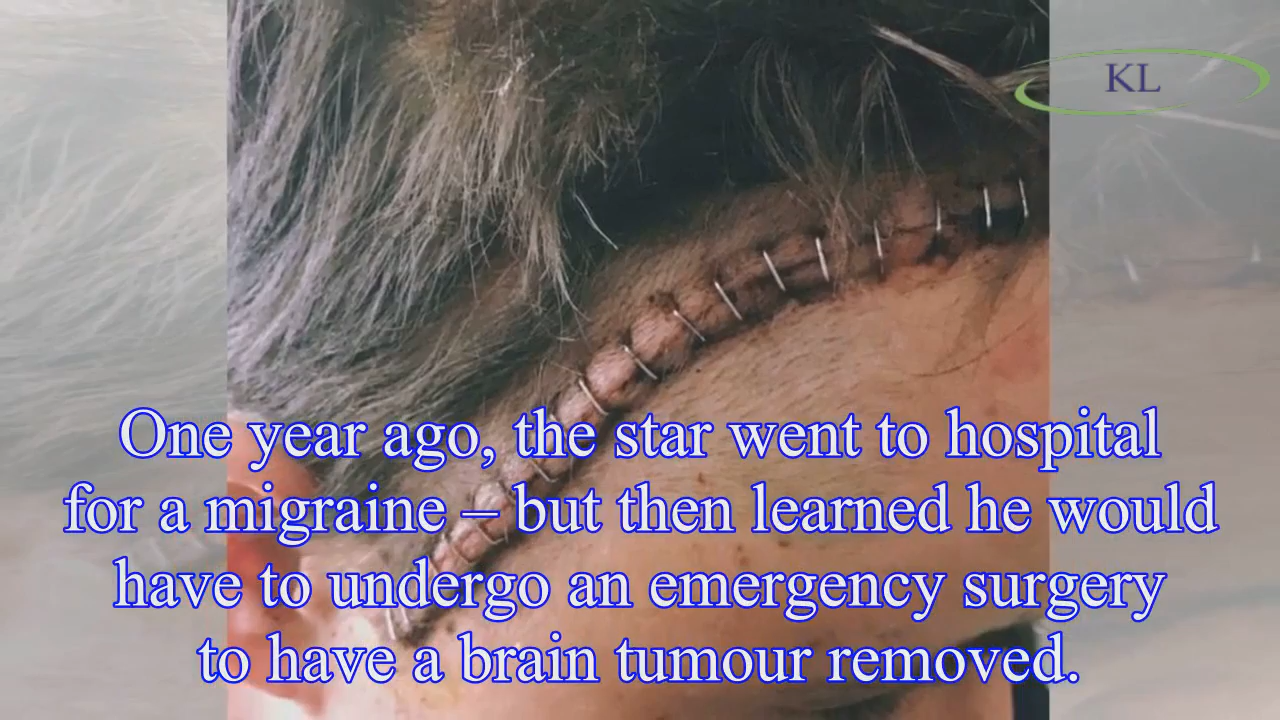 KL
One year ago, the star went to hospital
for a migraine – but then learned he would
have to undergo an emergency surgery
to have a brain tumour removed.